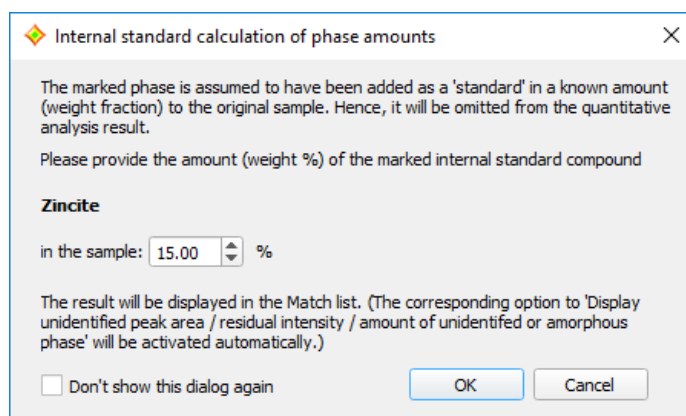 Internal standard calculation of phase amounts
The marked phase is assumed to have been added as a 'standard' in a known amount
(weight fraction) to the original sample. Hence, it will be omitted from the quantitative
analysis result.
Please provide the amount (weight %) of the marked internal standard compound
Zincite
in the sample: 15.00 %
The result will be displayed in the Match list. (The corresponding option to 'Display
unidentified peak area / residual intensity / amount of unidentifed or amorphous
phase' will be activated automatically.)
Don't show this dialog again OK Cancel